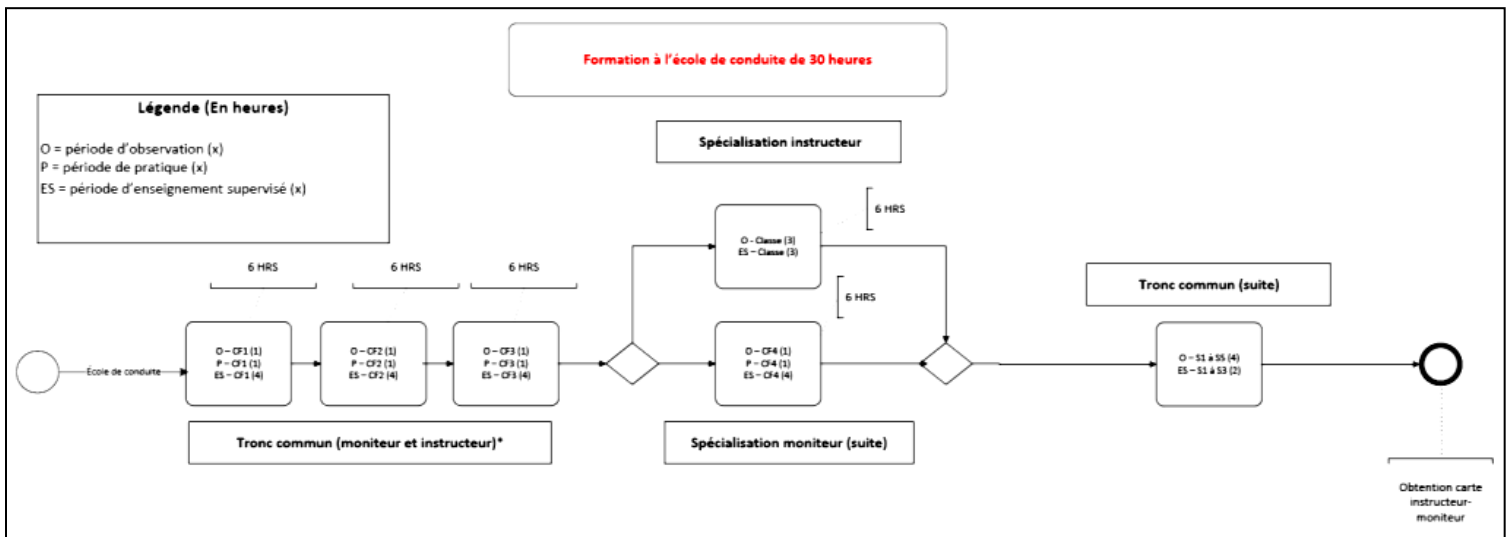 Formation à l'école de conduite de 30 heures
Légende (En heures)
O = période d'observation (x)
P = période de pratique (x)
ES = période d'enseignement supervisé (x)
Spécialisation instructeur
6 HRS
O - Classe (3)
ES – Classe (3)
6 HRS
6 HRS
6 HRS
6 HRS
Tronc commun (suite)
École de conduite
O – CF1 (1)
P – CF1 (1)
ES – CF1 (4)
O – CF2 (1)
P – CF2 (1)
ES – CF2 (4)
O – CF3 (1)
P – CF3 (1)
ES – CF3 (4)
O – CF4 (1)
P – CF4 (1)
ES – CF4 (4)
O – S1 à S5 (4)
ES – S1 à S3 (2)
Tronc commun (moniteur et instructeur)*
Spécialisation moniteur (suite)
Obtention carte
instructeur-
moniteur